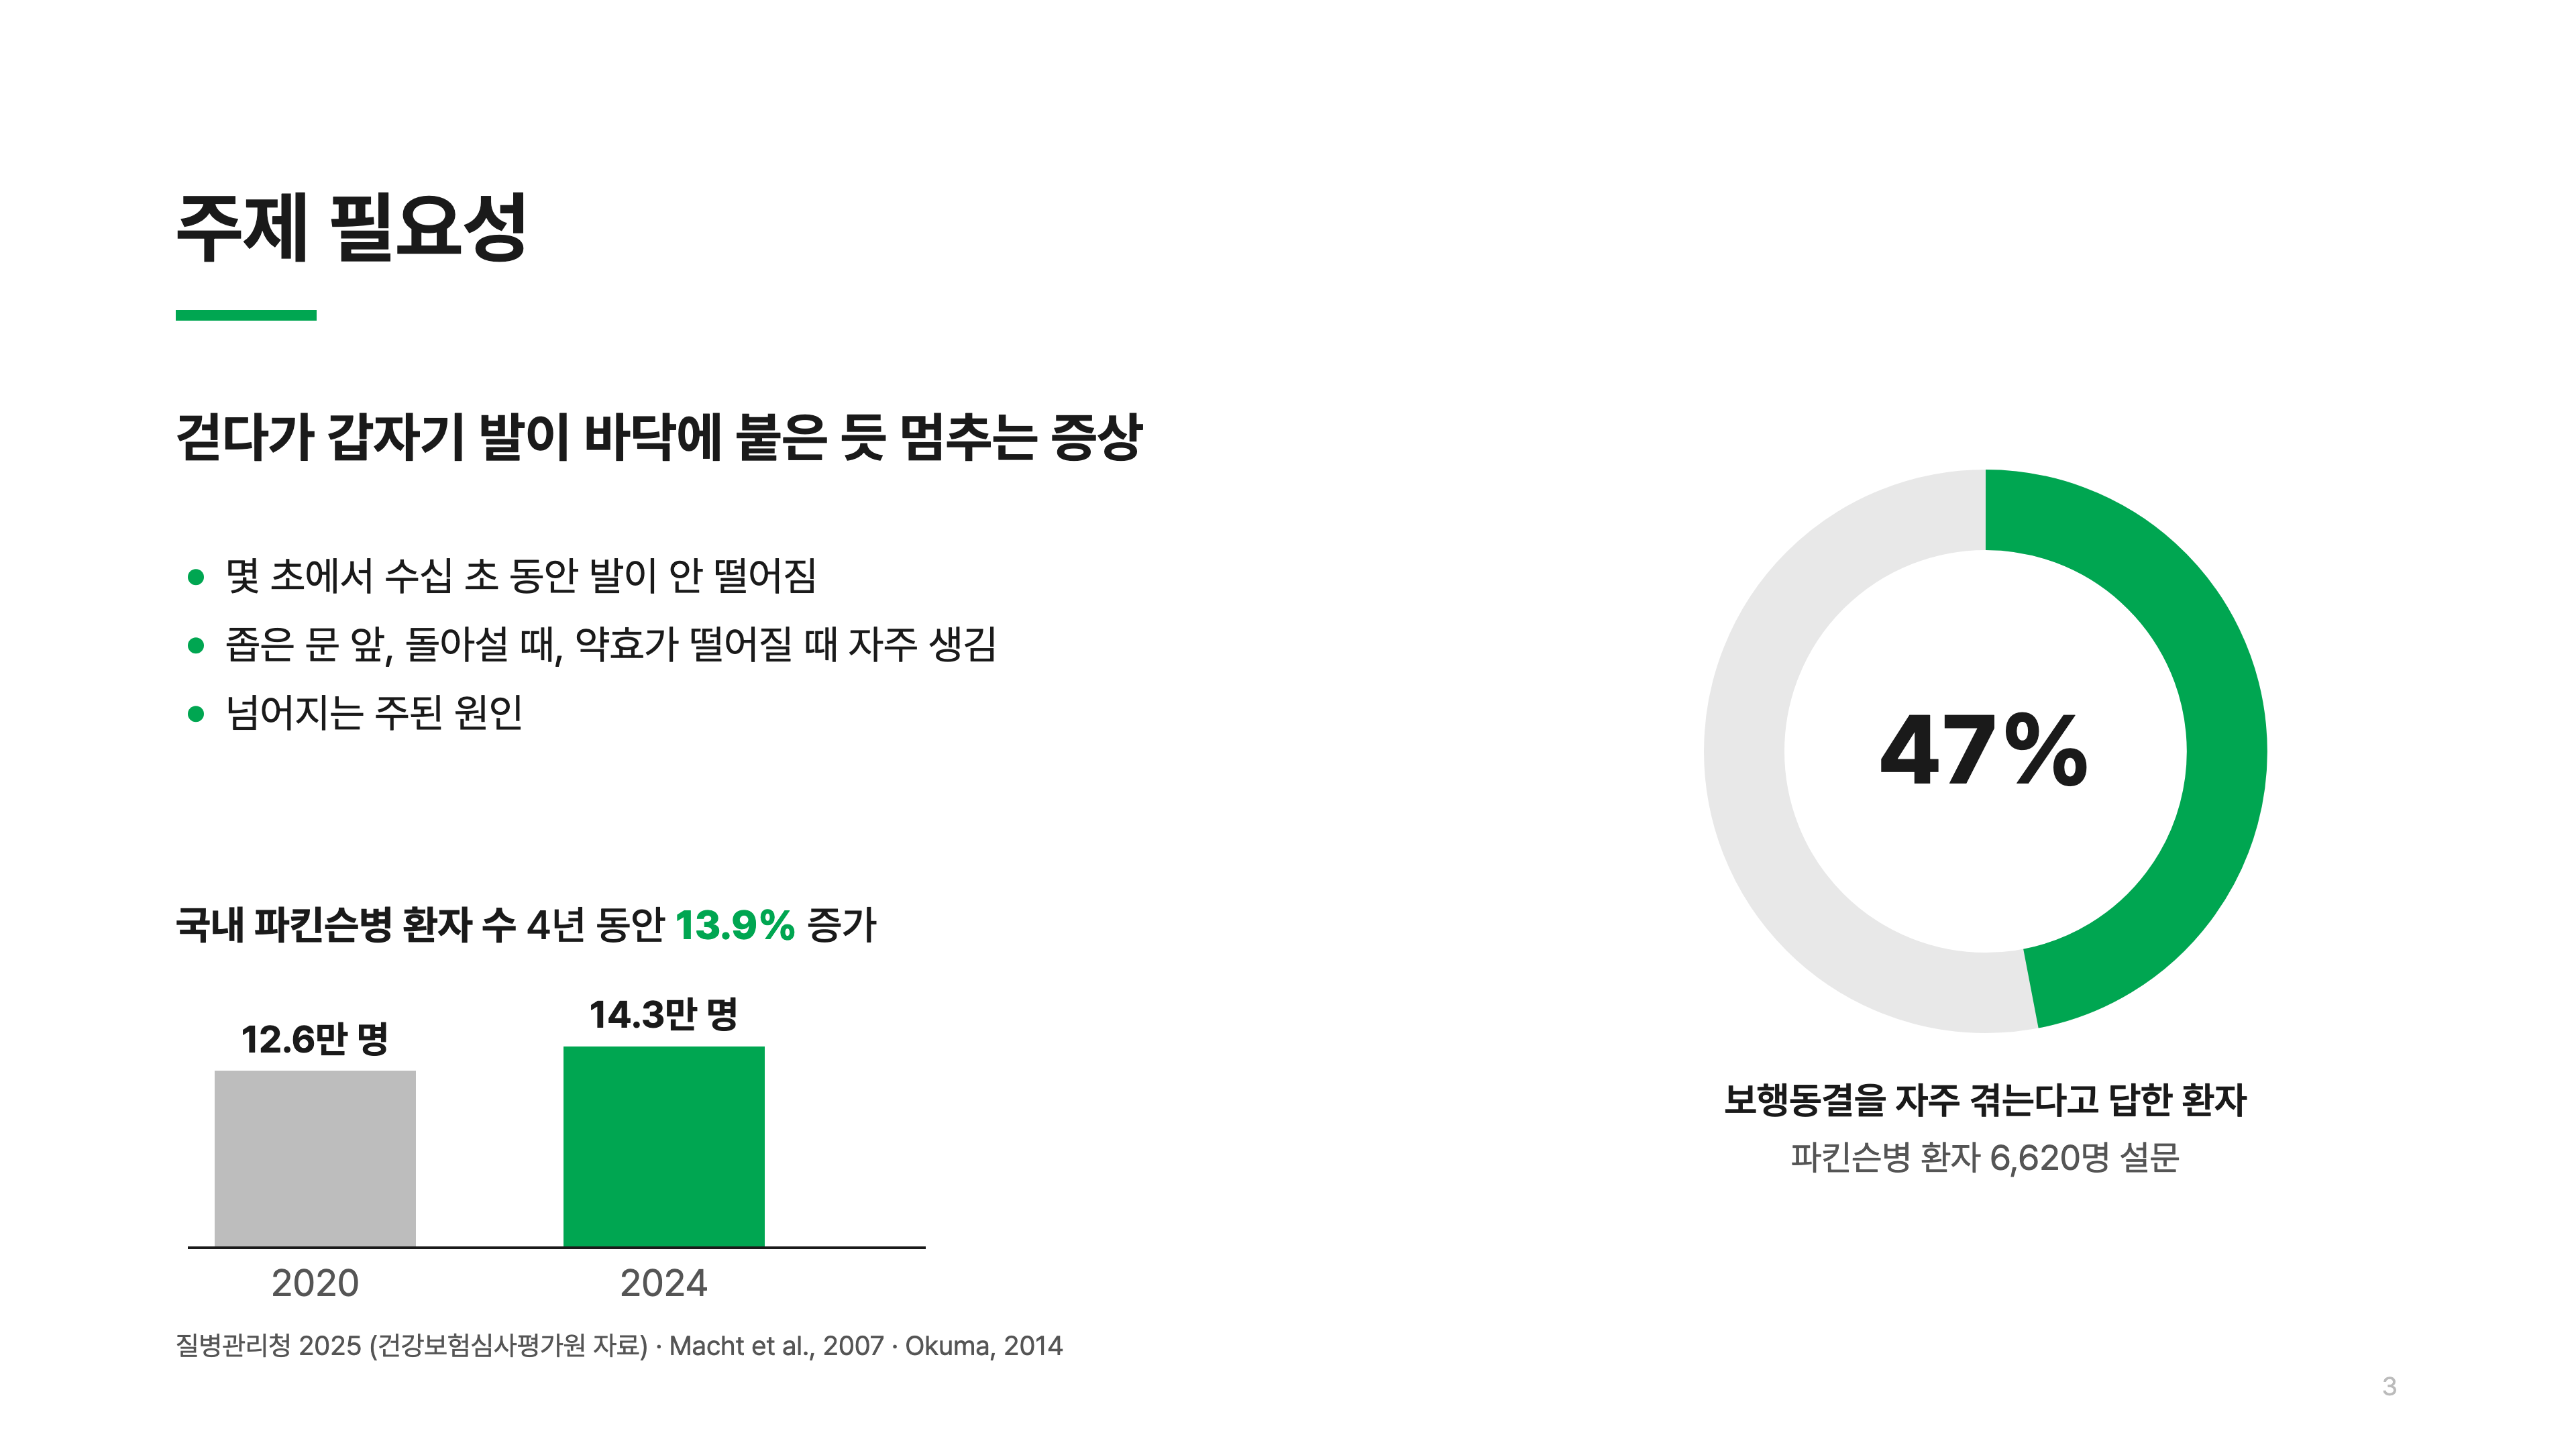 주제 필요성
걷다가 갑자기 발이 바닥에 붙은 듯 멈추는 증상
몇 초에서 수십 초 동안 발이 안 떨어짐
좁은 문 앞, 돌아설 때, 약효가 떨어질 때 자주 생김
넘어지는 주된 원인
국내 파킨슨병 환자 수 4년 동안 13.9% 증가
12.6만 명
14.3만 명
2020
2024
질병관리청 2025 (건강보험심사평가원 자료) · Macht et al., 2007 · Okuma, 2014
47%
보행동결을 자주 겪는다고 답한 환자
파킨슨병 환자 6,620명 설문
3